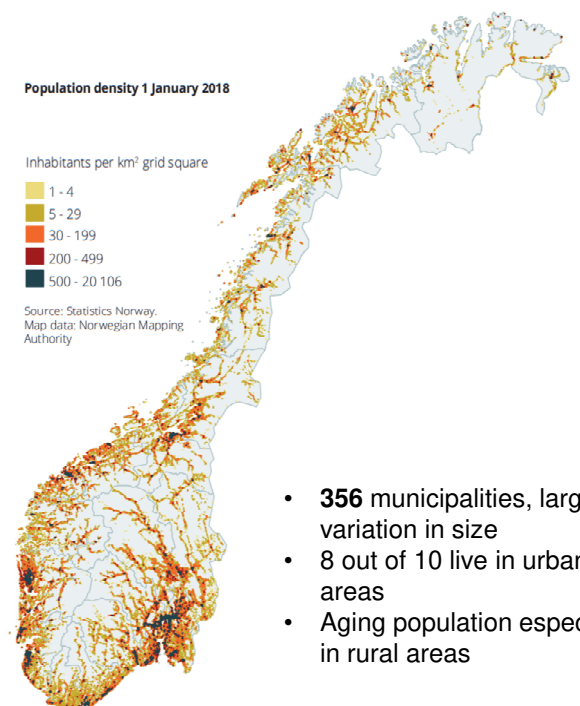 Population density 1 January 2018
Inhabitants per km² grid square
1 - 4
5 - 29
30 - 199
200 - 499
500 - 20 106
Source: Statistics Norway.
Map data: Norwegian Mapping
Authority
• 356 municipalities, larg
variation in size
• 8 out of 10 live in urban
areas
• Aging population espec
in rural areas